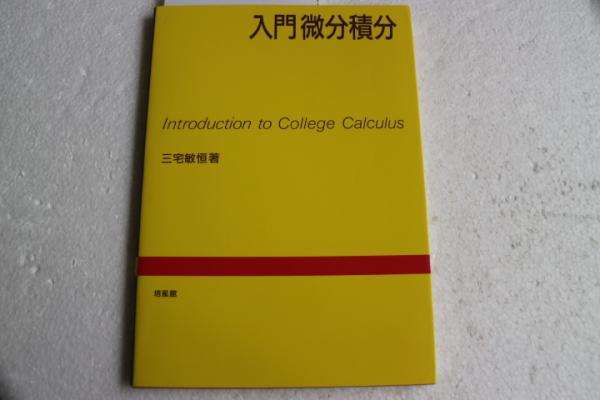 入門 微分積分
Introduction to College Calculus
三宅敏恒著
培風館